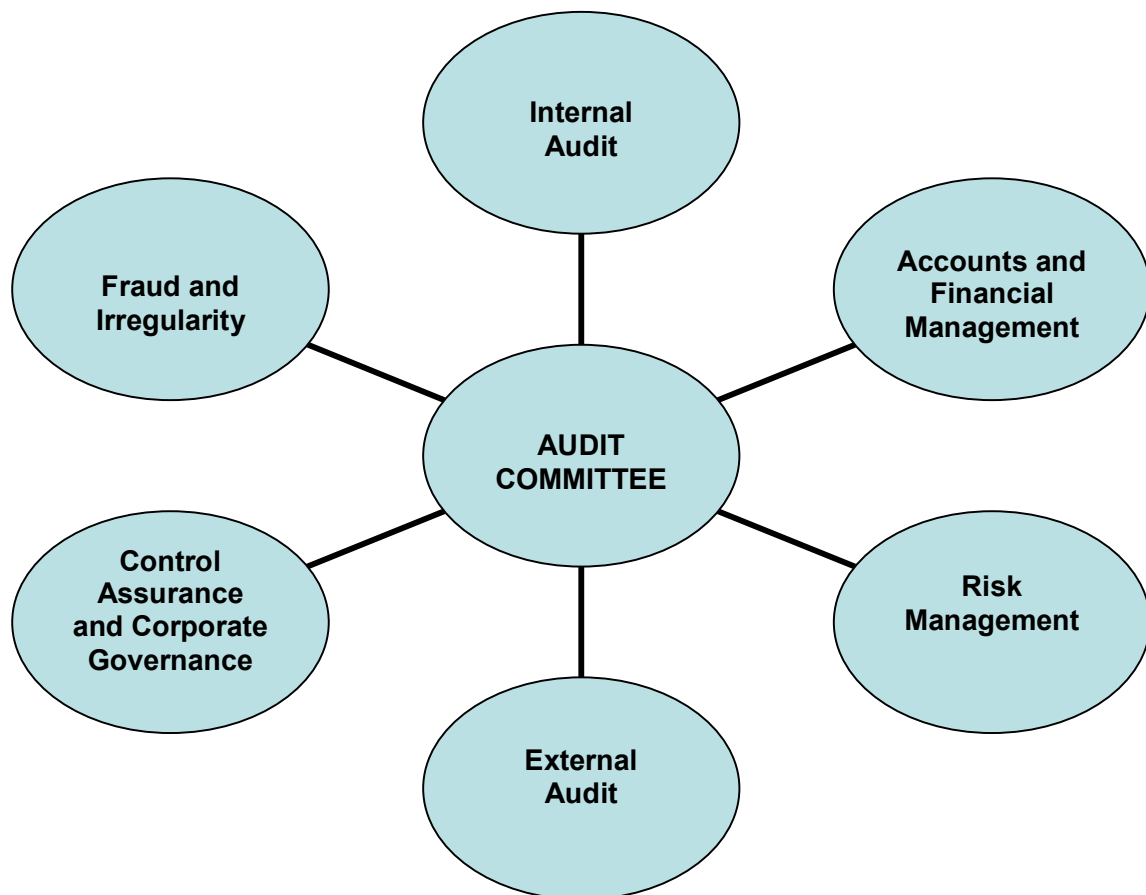 Internal
Audit
Fraud and
Irregularity
Accounts and
Financial
Management
AUDIT
COMMITTEE
Control
Assurance
and Corporate
Governance
Risk
Management
External
Audit